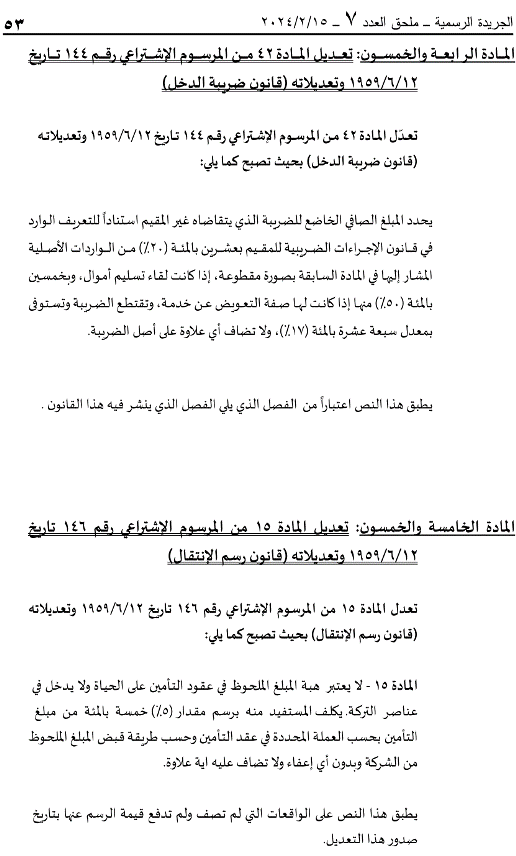 الجريدة الرسمية – ملحق العدد ٧ – ٢٠٢٤/٢/١٥
٥٣
المادة الرابعة والخمسون: تعديل المادة ٤٢ من المرسوم الإشتراعي رقم ١٤٤ تاريخ
١٩٥٩/٦/١٢ وتعديلاته (قانون ضريبة الدخل)
تعدّل المادة ٤٢ من المرسوم الإشتراعي رقم ١٤٤ تاريخ ١٩٥٩/٦/١٢ وتعديلاته
(قانون ضريبة الدخل) بحيث تصبح كما يلي:
يحدد المبلغ الصافي الخاضع للضريبة الذي يتقاضاه غير المقيم استناداً للتعريف الوارد
في قانون الإجراءات الضريبية للمقيم بعشرين بالمئة (٢٠٪) من الواردات الأصلية
المشار إليها في المادة السابقة بصورة مقطوعة، إذا كانت لقاء تسليم أموال، وبخمسين
بالمئة (٥٠٪) منها إذا كانت لها صفة التعويض عن خدمة، وتقتطع الضريبة وتستوفى
بمعدل سبعة عشرة بالمئة (١٧٪)، ولا تضاف أي علاوة على أصل الضريبة.
يطبق هذا النص اعتباراً من الفصل الذي يلي الفصل الذي ينشر فيه هذا القانون .
المادة الخامسة والخمسون: تعديل المادة ١٥ من المرسوم الإشتراعي رقم ١٤٦ تاريخ
١٩٥٩/٦/١٢ وتعديلاته (قانون رسم الإنتقال)
تعدل المادة ١٥ من المرسوم الإشتراعي رقم ١٤٦ تاريخ ١٩٥٩/٦/١٢ وتعديلاته
(قانون رسم الإنتقال) بحيث تصبح كما يلي:
المادة ١٥ - لا يعتبر هبة المبلغ الملحوظ في عقود التأمين على الحياة ولا يدخل في
عناصر التركة. يكلف المستفيد منه برسم مقدار (٥٪) خمسة بالمئة من مبلغ
التأمين بحسب العملة المحددة في عقد التأمين وحسب طريقة قبض المبلغ الملحوظ
من الشركة وبدون أي إعفاء ولا تضاف عليه اية علاوة.
يطبق هذا النص على الواقعات التي لم تصف ولم تدفع قيمة الرسم عنها بتاريخ
صدور هذا التعديل.